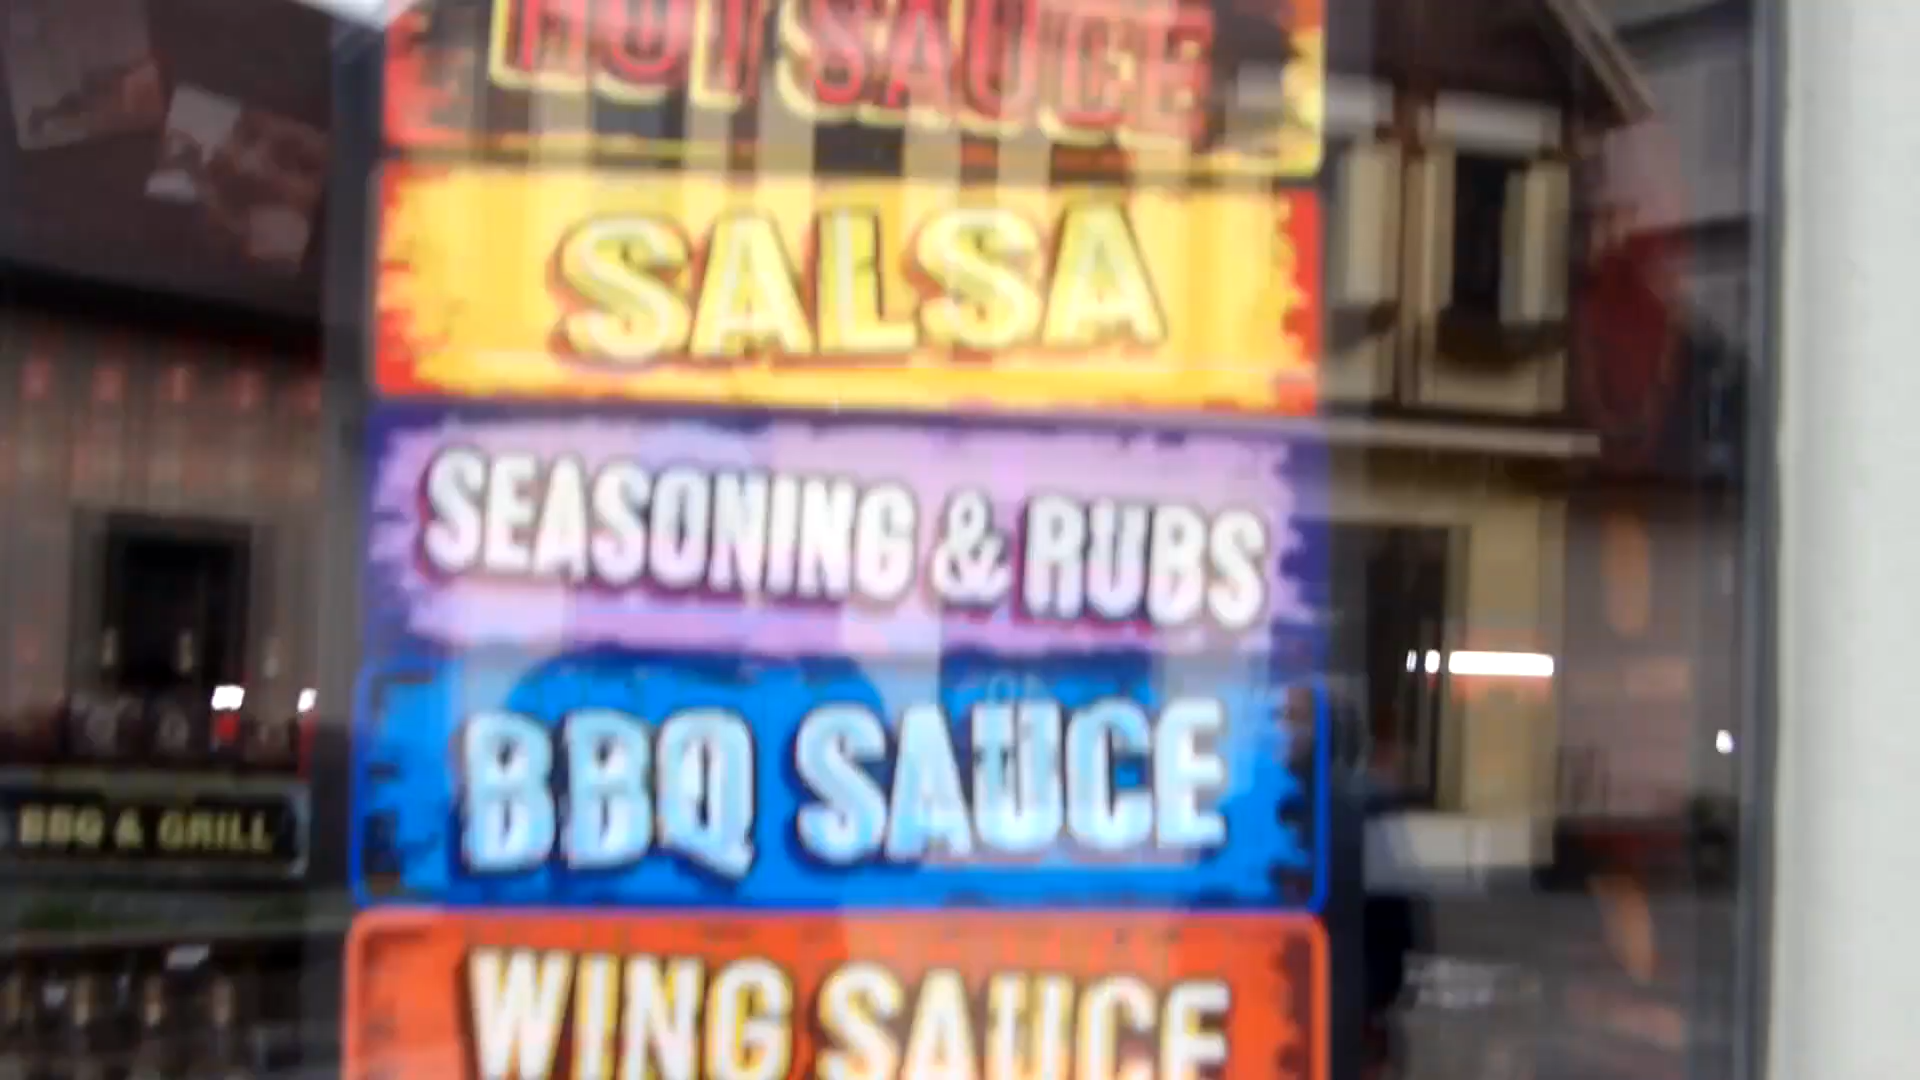 HOT SAUCE
SALSA
SEASONING & RUBS
BBQ SAUCE
BBQ & GRILL
WING SAUCE